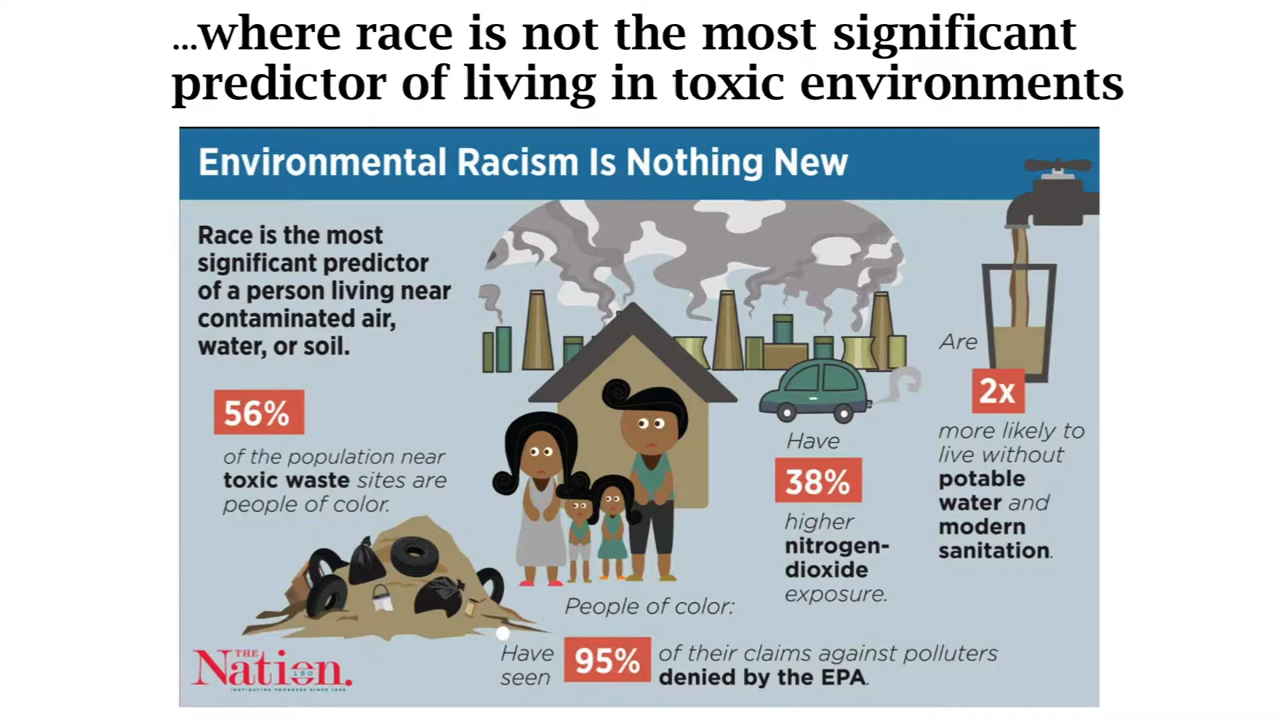 ...where race is not the most significant
predictor of living in toxic environments
Environmental Racism Is Nothing New
Race is the most
significant predictor
of a person living near
contaminated air,
water, or soil.
56%
of the population near
toxic waste sites are
people of color.
People of color:
Have
38%
higher
nitrogen-
dioxide
exposure.
Are
2x
more likely to
live without
potable
water and
modern
sanitation.
Have
seen
95%
of their claims against polluters
denied by the EPA.
THE
Nation.
150